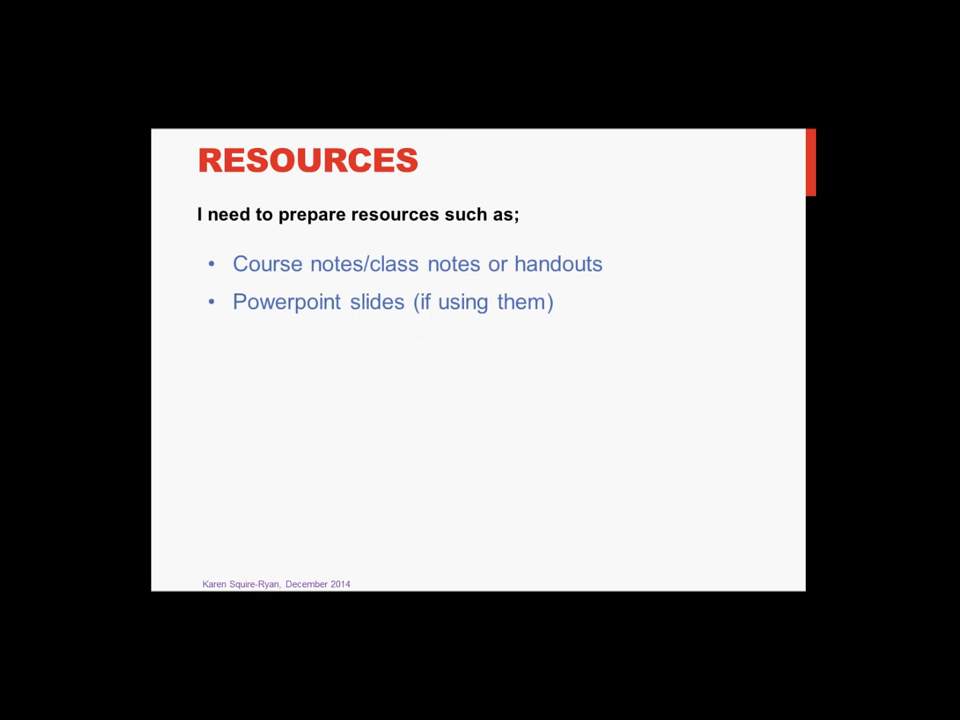 RESOURCES
I need to prepare resources such as;
• Course notes/class notes or handouts
• Powerpoint slides (if using them)
Karen Squire-Ryan, December 2014